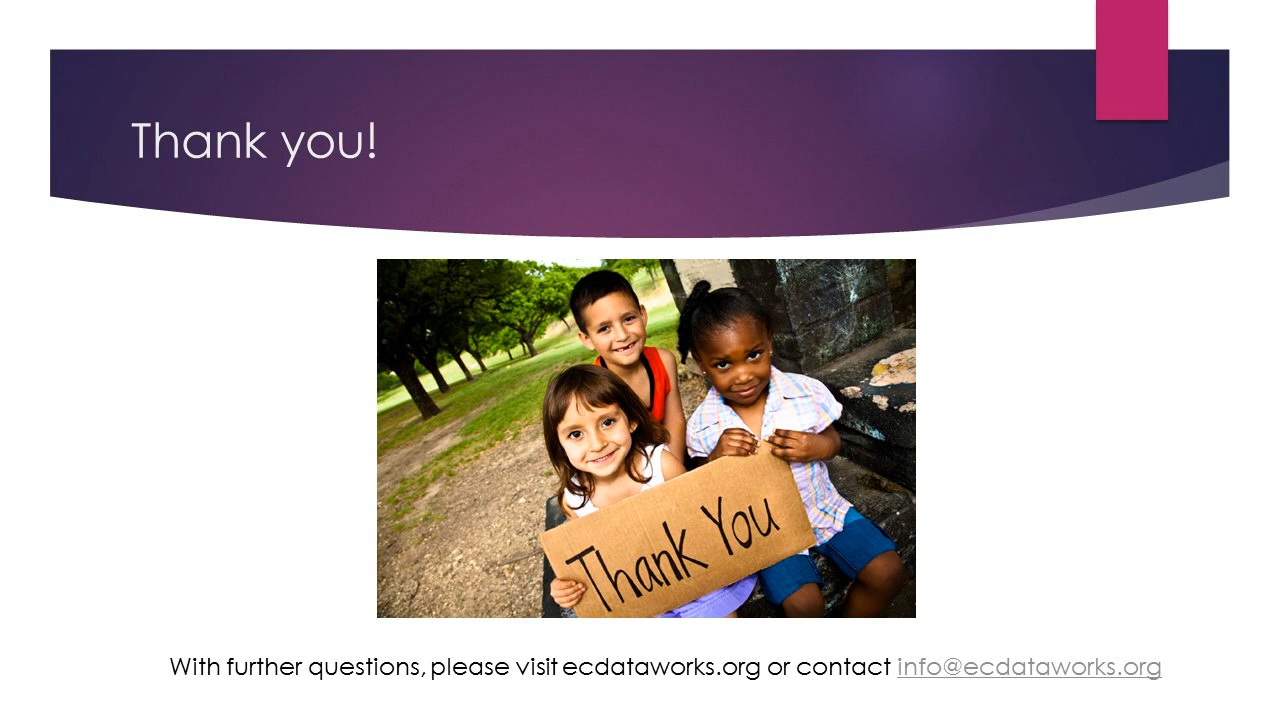 Thank you!
Thank You
With further questions, please visit ecdataworks.org or contact info@ecdataworks.org